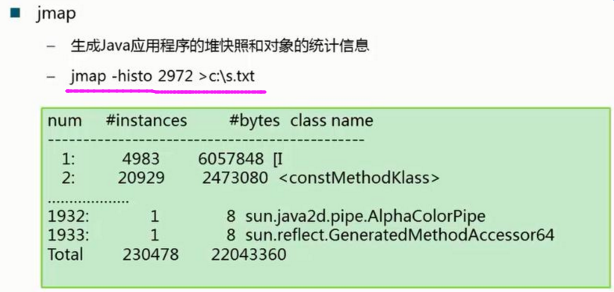 jmap
– 生成Java应用程序的堆快照和对象的统计信息
– jmap -histo 2972 >c:\s.txt
num #instances #bytes class name
----------------------------------------------
1: 4983 6057848 [I
2: 20929 2473080 <constMethodKlass>
..................
1932: 1 8 sun.java2d.pipe.AlphaColorPipe
1933: 1 8 sun.reflect.GeneratedMethodAccessor64
Total 230478 22043360